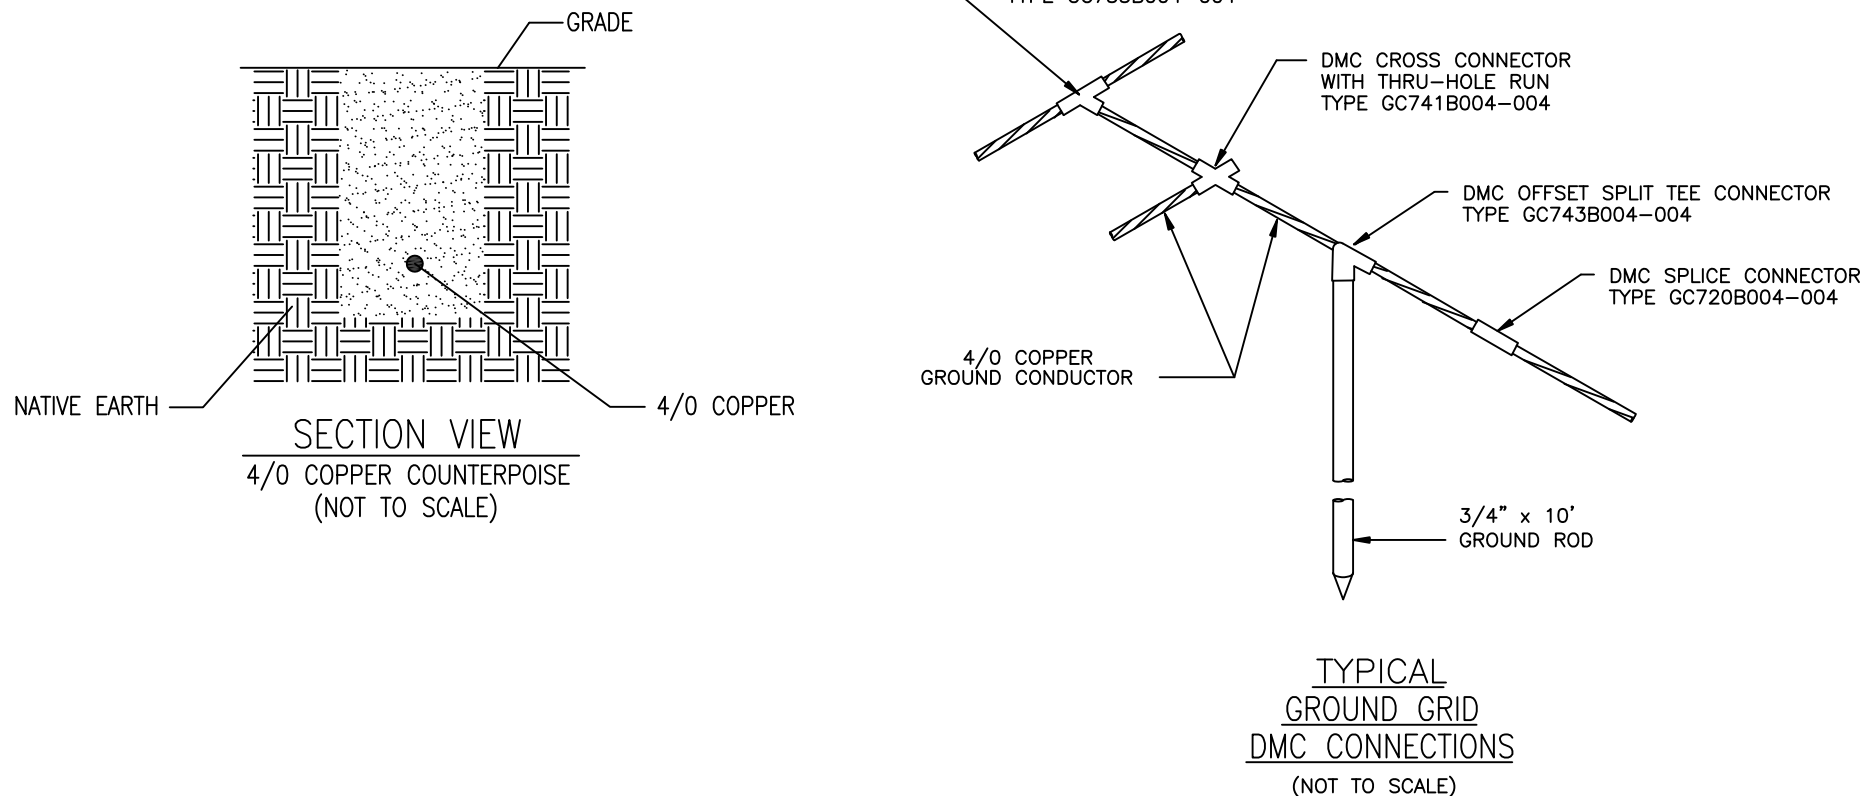 GRADE
NATIVE EARTH
4/0 COPPER
SECTION VIEW
4/0 COPPER COUNTERPOISE
(NOT TO SCALE)
DMC CROSS CONNECTOR
WITH THRU-HOLE RUN
TYPE GC741B004-004
DMC OFFSET SPLIT TEE CONNECTOR
TYPE GC743B004-004
DMC SPLICE CONNECTOR
TYPE GC720B004-004
4/0 COPPER
GROUND CONDUCTOR
3/4" x 10'
GROUND ROD
TYPICAL
GROUND GRID
DMC CONNECTIONS
(NOT TO SCALE)